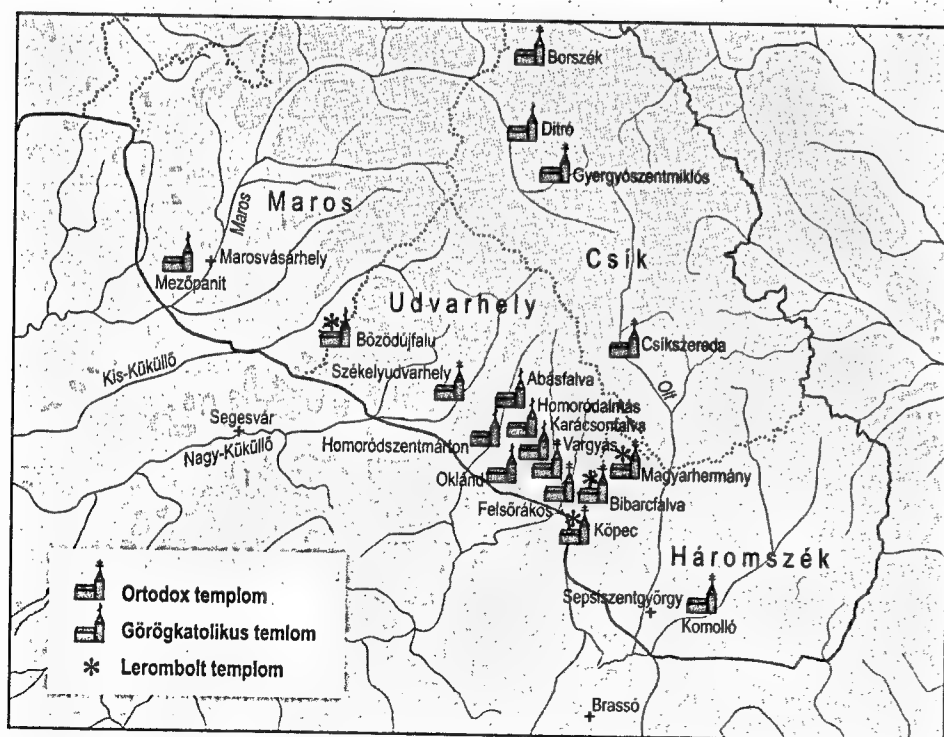 Borszék
Ditró
Gyergyószentmiklós
Maros
Maros
Marosvásárhely
Mezőpanit
Csík
Udvarhely
Bözödújfalu
Csíkszereda
Kis-Küküllő
Székelyudvarhely
Abásfalva
Olt
Homoródalmás
Segesvár
Karácsonfalva
Homoródszentmárton
Vargyás
Nagy-Küküllő
Oklánd
Magyarhermány
Felsőrákos
Bibarcfalva
Köpec
Háromszék
Sepsiszentgyörgy
Komolló
Brassó
Ortodox templom
Görögkatolikus temlom
Lerombolt templom